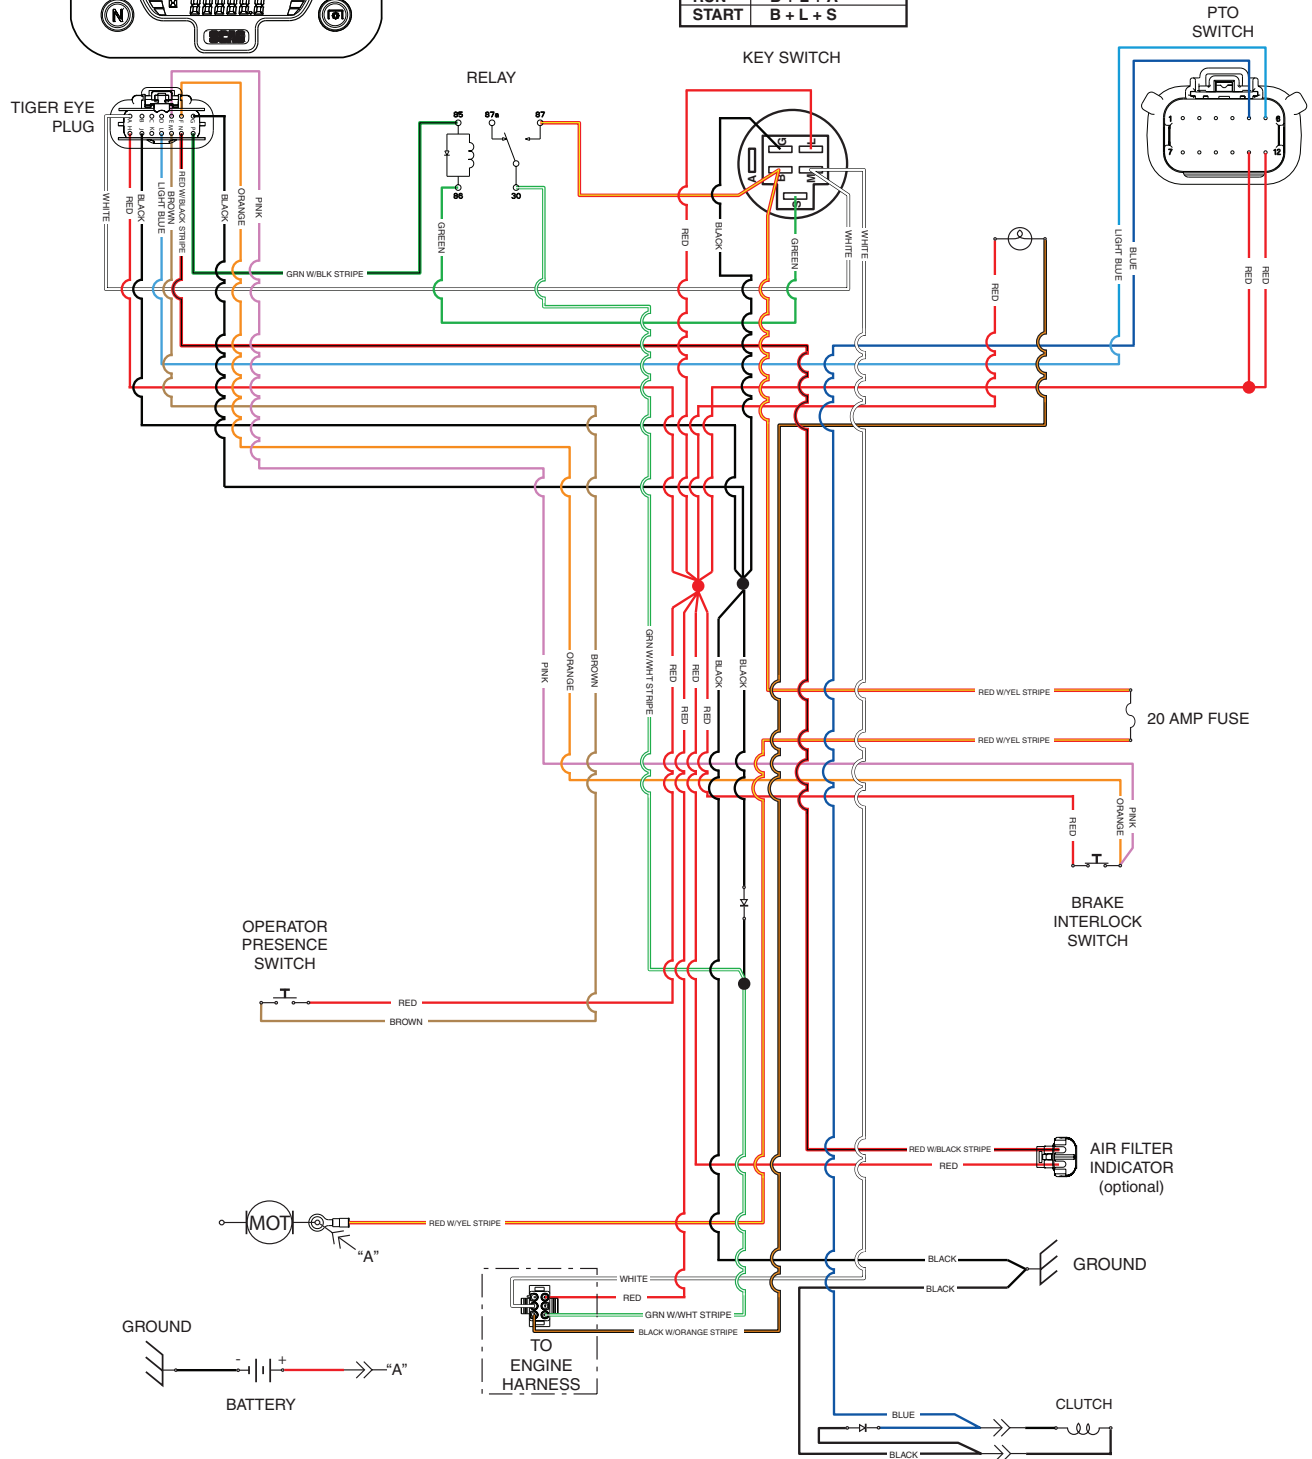 N
SCAG
START B + L + S
PTO
SWITCH
KEY SWITCH
RELAY
TIGER EYE
PLUG
85
87a
87
86
30
G
L
A
B
M
S
1
6
7
12
WHITE
RED
BLACK
LIGHT BLUE
BROWN
RED W/BLACK STRIPE
BLACK
ORANGE
PINK
GREEN
GRN W/BLK STRIPE
RED
BLACK
GREEN
WHITE
WHITE
RED
LIGHT BLUE
BLUE
RED
RED
PINK
ORANGE
BROWN
GRN W/WHT STRIPE
RED
RED
RED
RED
BLACK
BLACK
RED W/YEL STRIPE
20 AMP FUSE
RED W/YEL STRIPE
RED
ORANGE
PINK
BRAKE
INTERLOCK
SWITCH
OPERATOR
PRESENCE
SWITCH
RED
BROWN
RED W/BLACK STRIPE
RED
AIR FILTER
INDICATOR
(optional)
MOT
RED W/YEL STRIPE
"A"
BLACK
GROUND
BLACK
WHITE
RED
GRN W/WHT STRIPE
BLACK W/ORANGE STRIPE
TO
ENGINE
HARNESS
GROUND
-
+
"A"
BATTERY
BLUE
CLUTCH
BLACK